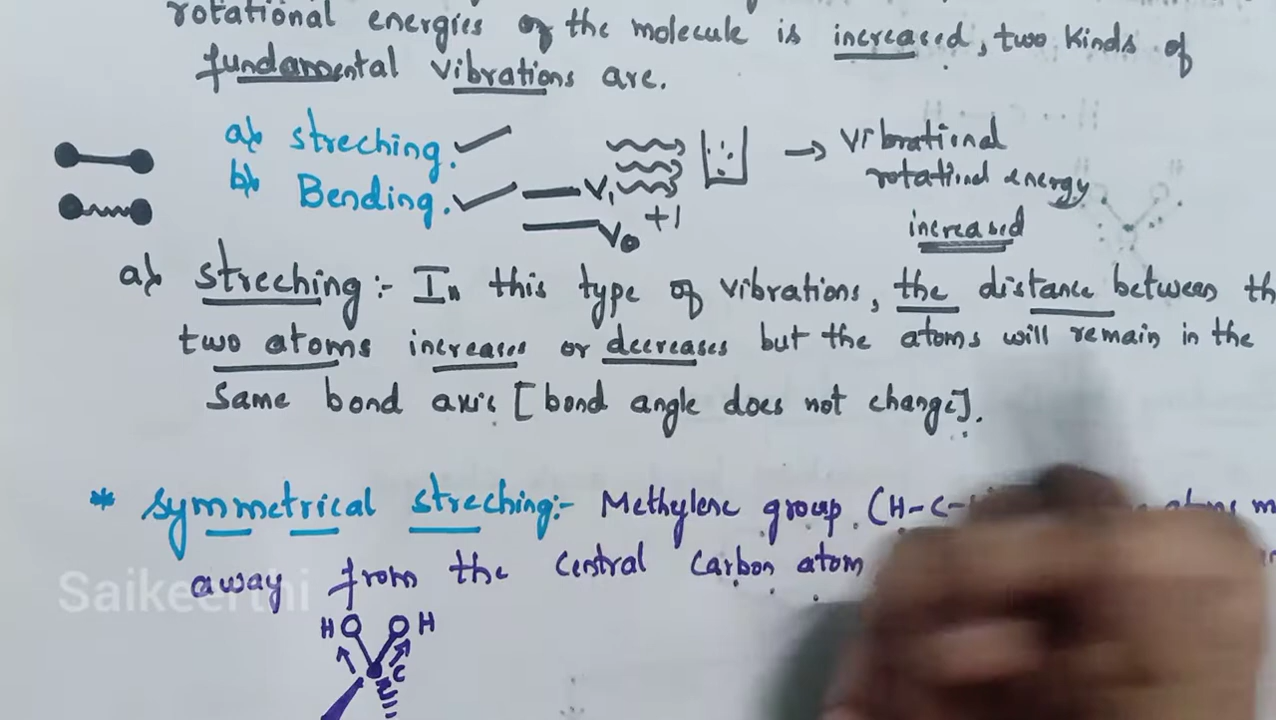 rotational energies of the molecule is increased, two kinds of
fundamental vibrations are.
a) streching.
b) Bending.
V1
V0
+1
→ vibrational
rotational energy
increased
a) streching:- In this type of vibrations, the distance between th
two atoms increases or decreases but the atoms will remain in the
same bond axis [bond angle does not change].
* symmetrical streching:- Methylene group (H-C- atoms m
away from the central carbon atom
Saikeerthi
H H
C